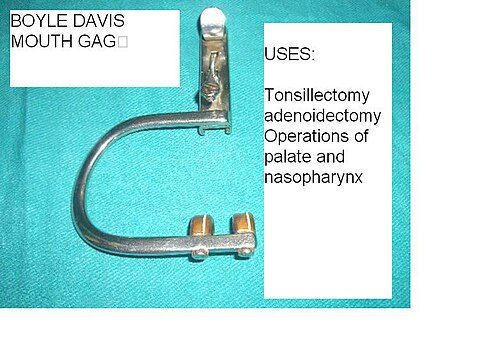 BOYLE DAVIS
MOUTH GAG
USES:
Tonsillectomy
adenoidectomy
Operations of
palate and
nasopharynx